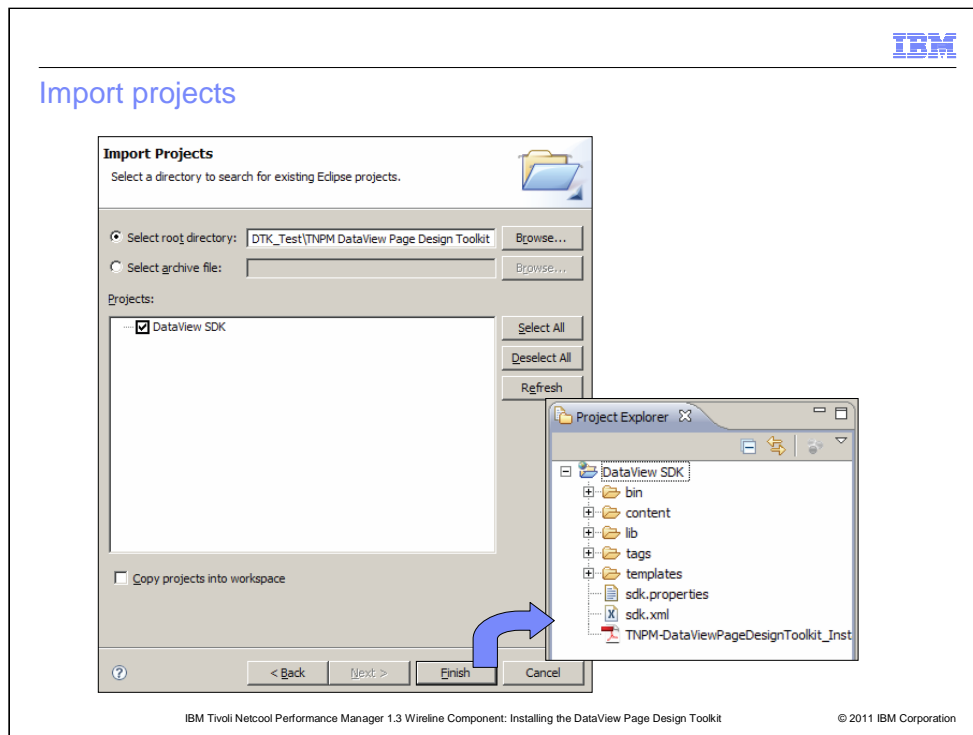 IBM
Import projects
Import Projects
Select a directory to search for existing Eclipse projects.
Select root directory: DTK_Test\TNPM DataView Page Design Toolkit Browse...
Select archive file: Browse...
Projects:
DataView SDK
Select All
Deselect All
Refresh
Copy projects into workspace
< Back Next > Finish Cancel
Project Explorer
DataView SDK
bin
content
lib
tags
templates
sdk.properties
sdk.xml
TNPM-DataViewPageDesignToolkit_Inst
IBM Tivoli Netcool Performance Manager 1.3 Wireline Component: Installing the DataView Page Design Toolkit
© 2011 IBM Corporation